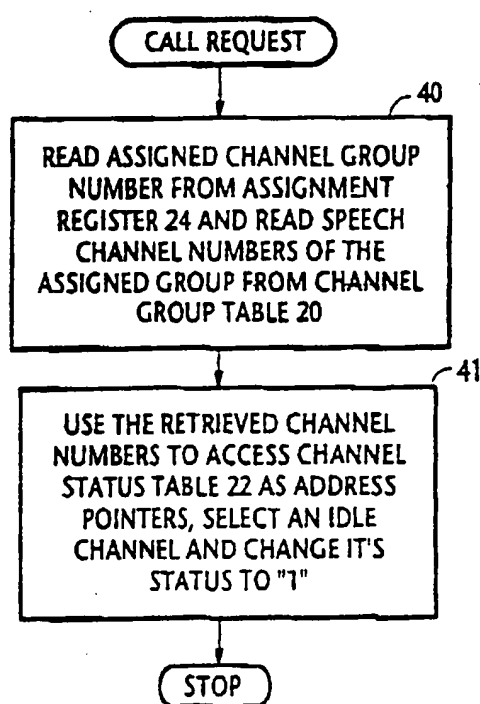 CALL REQUEST
40
READ ASSIGNED CHANNEL GROUP
NUMBER FROM ASSIGNMENT
REGISTER 24 AND READ SPEECH
CHANNEL NUMBERS OF THE
ASSIGNED GROUP FROM CHANNEL
GROUP TABLE 20
41
USE THE RETRIEVED CHANNEL
NUMBERS TO ACCESS CHANNEL
STATUS TABLE 22 AS ADDRESS
POINTERS, SELECT AN IDLE
CHANNEL AND CHANGE IT'S
STATUS TO "1"
STOP